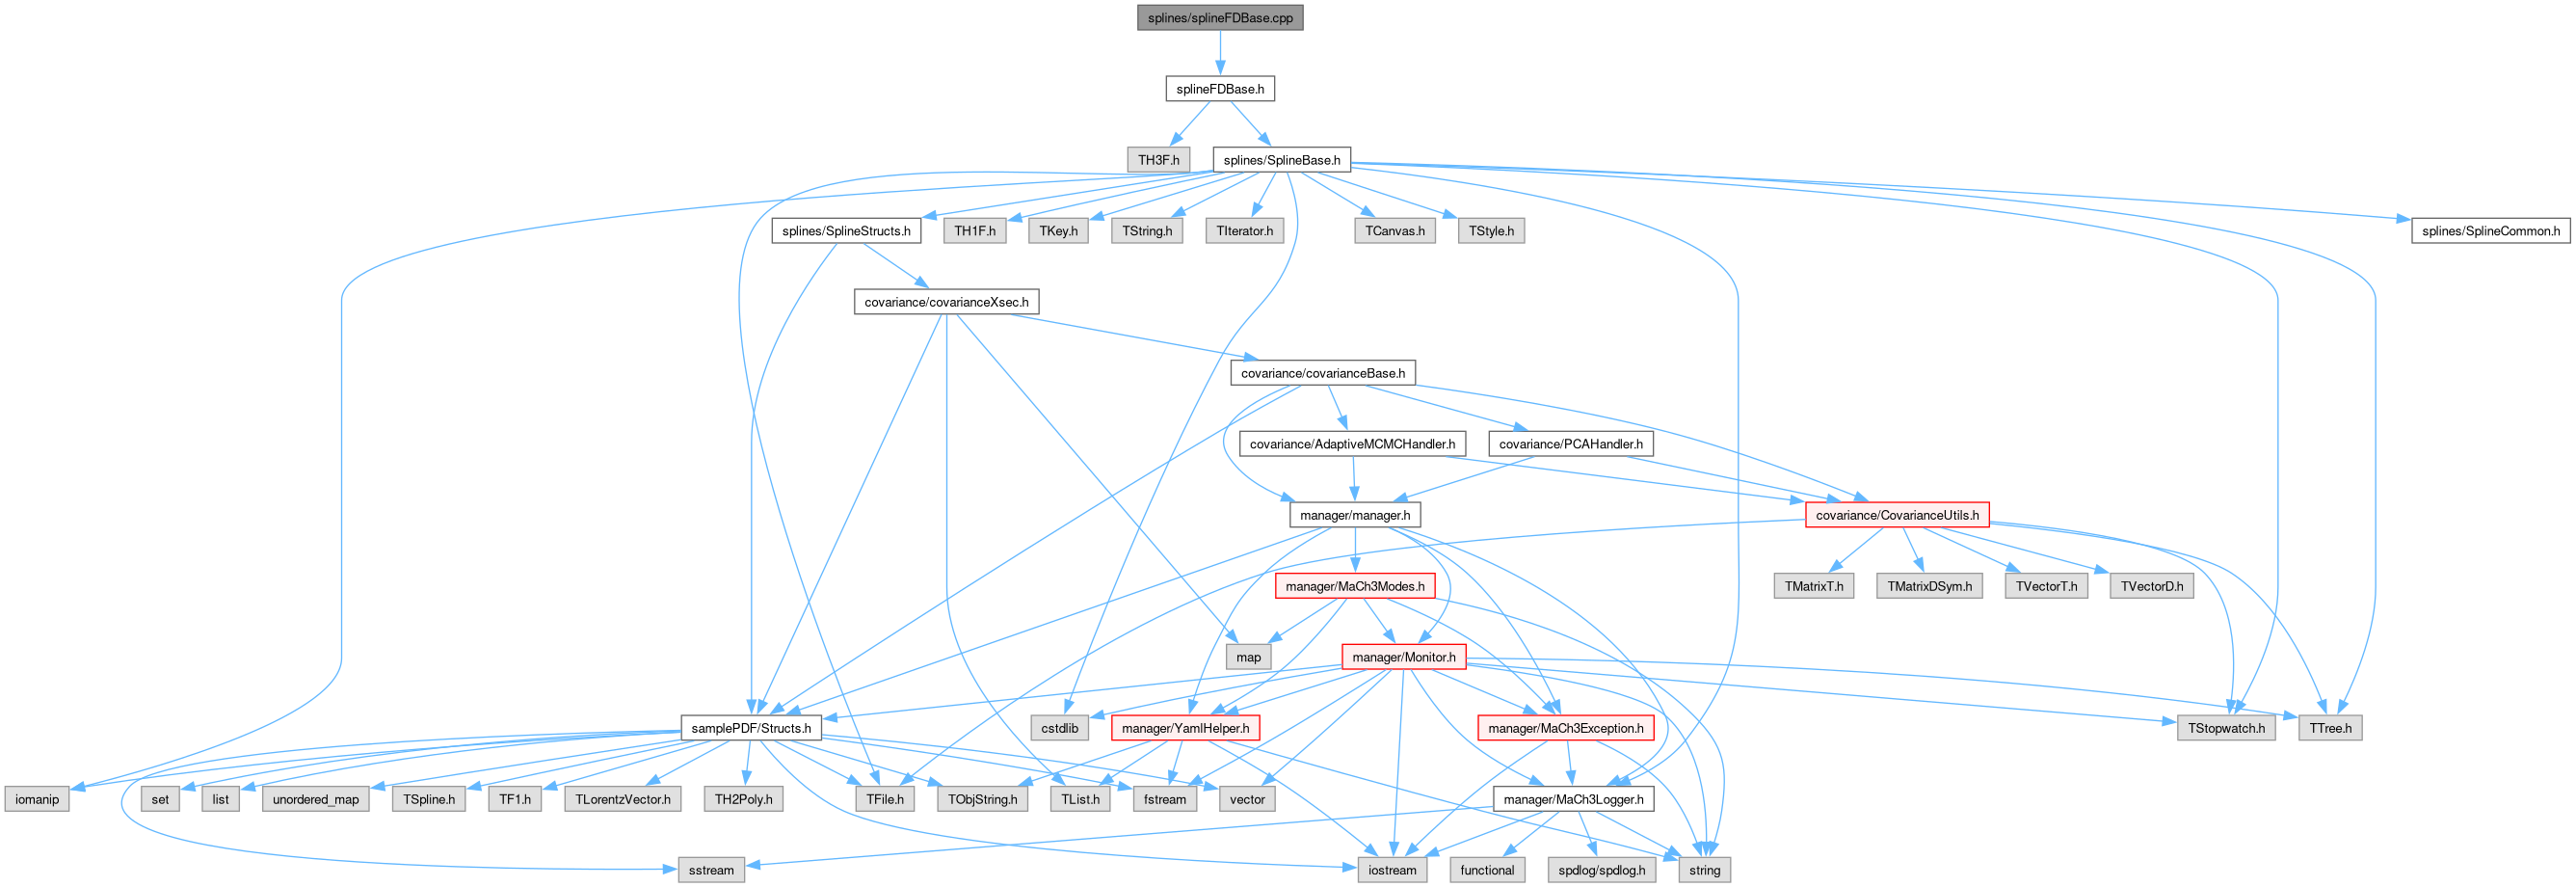 splines/splineFDBase.cpp
splineFDBase.h
TH3F.h
splines/SplineBase.h
splines/SplineStructs.h
TH1F.h
TKey.h
TString.h
TIterator.h
TCanvas.h
TStyle.h
splines/SplineCommon.h
covariance/covarianceXsec.h
covariance/covarianceBase.h
covariance/AdaptiveMCMCHandler.h
covariance/PCAHandler.h
manager/manager.h
covariance/CovarianceUtils.h
manager/MaCh3Modes.h
TMatrixT.h
TMatrixDSym.h
TVectorT.h
TVectorD.h
map
manager/Monitor.h
samplePDF/Structs.h
cstdlib
manager/YamlHelper.h
manager/MaCh3Exception.h
TStopwatch.h
TTree.h
iomanip
set
list
unordered_map
TSpline.h
TF1.h
TLorentzVector.h
TH2Poly.h
TFile.h
TObjString.h
TList.h
fstream
vector
manager/MaCh3Logger.h
sstream
iostream
functional
spdlog/spdlog.h
string